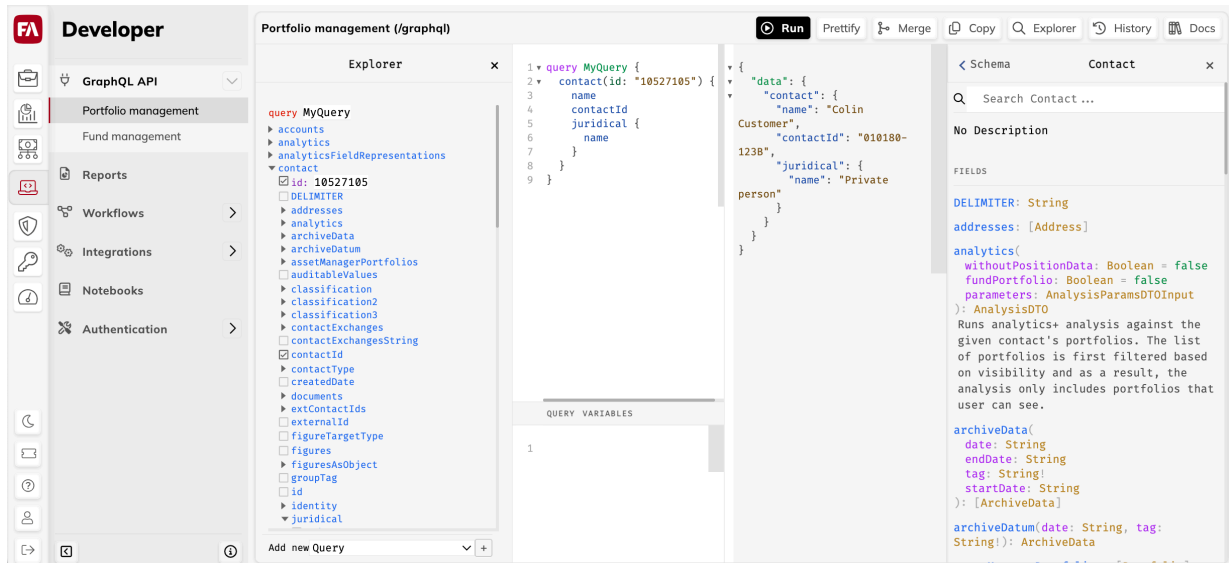 FA
Developer
GraphQL API
Portfolio management
Fund management
Reports
Workflows
Integrations
Notebooks
Authentication
Portfolio management (/graphql)
Run
Prettify
Merge
Copy
Explorer
History
Docs
Explorer
query MyQuery
accounts
analytics
analyticsFieldRepresentations
contact
id: 10527105
DELIMITER
addresses
analytics
archiveData
archiveDatum
assetManagerPortfolios
auditableValues
classification
classification2
classification3
contactExchanges
contactExchangesString
contactId
contactType
createdDate
documents
extContactIds
externalId
figureTargetType
figures
figuresAsObject
groupTag
id
identity
juridical
Add new Query
+
1 query MyQuery {
2 contact(id: "10527105") {
3 name
4 contactId
5 juridical {
6 name
7 }
8 }
9 }
QUERY VARIABLES
1
{
"data": {
"contact": {
"name": "Colin
Customer",
"contactId": "010180-
123B",
"juridical": {
"name": "Private
person"
}
}
}
}
Schema
Contact
Search Contact ...
No Description
FIELDS
DELIMITER: String
addresses: [Address]
analytics(
withoutPositionData: Boolean = false
fundPortfolio: Boolean = false
parameters: AnalysisParamsDTOInput
): AnalysisDTO
Runs analytics+ analysis against the
given contact's portfolios. The list
of portfolios is first filtered based
on visibility and as a result, the
analysis only includes portfolios that
user can see.
archiveData(
date: String
endDate: String
tag: String!
startDate: String
): [ArchiveData]
archiveDatum(date: String, tag:
String!): ArchiveData